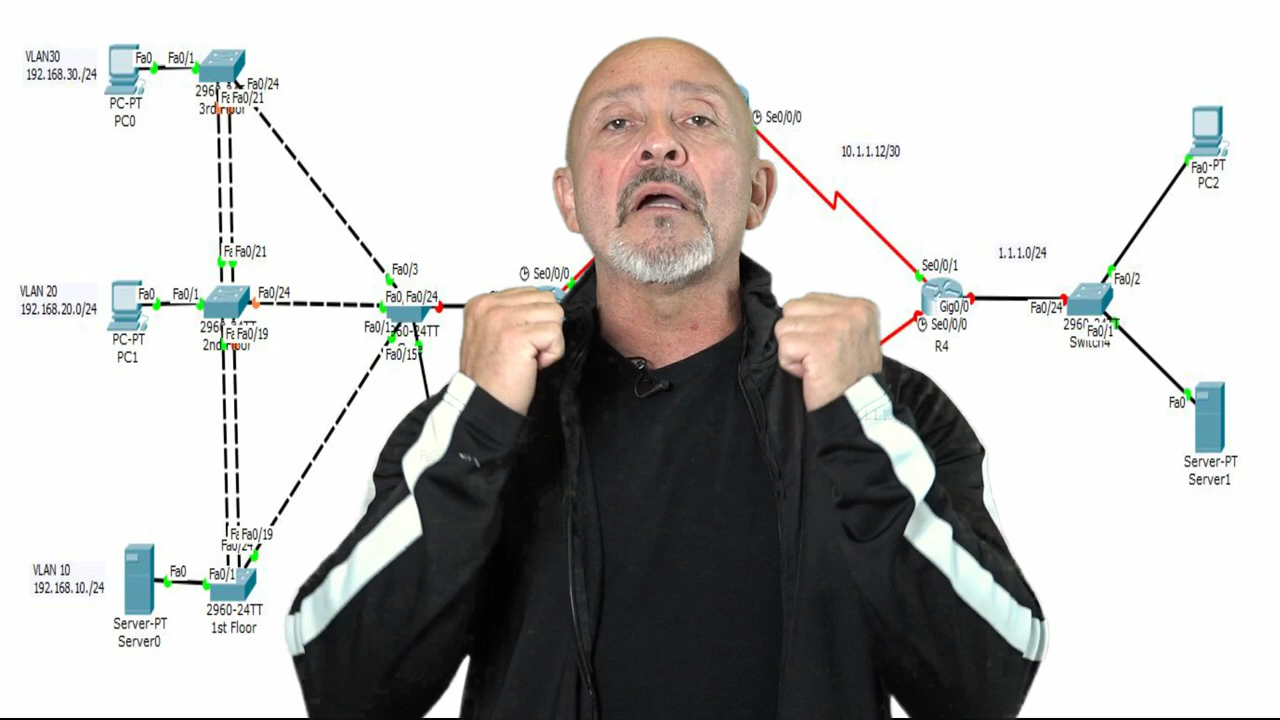 VLAN30
192.168.30./24
Fa0
Fa0/1
PC-PT
PC0
Fa0/24
Fa0/21
Se0/0/0
10.1.1.12/30
Fa0
PC2
Fa0/21
Fa0/3
Se0/0/0
Se0/0/1
1.1.1.0/24
Fa0/2
VLAN 20
192.168.20.0/24
Fa0
Fa0/1
Fa0/24
Fa0/24
Gig0/0
Fa0/24
Se0/0/0
R4
Fa0/1
Switch4
PC-PT
PC1
Fa0/19
Fa0/15
Fa0
Server-PT
Server1
Fa0/19
VLAN 10
192.168.10./24
Fa0
Fa0/1
2960-24TT
1st Floor
Server-PT
Server0